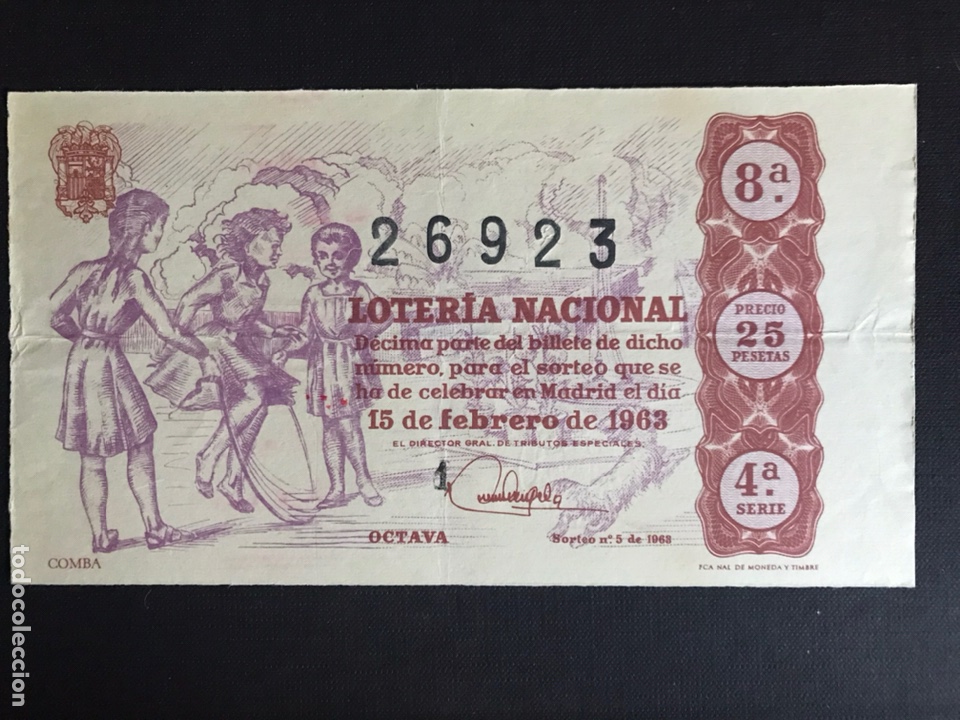 26923
LOTERÍA NACIONAL
Décima parte del billete de dicho
número, para el sorteo que se
ha de celebrar en Madrid el día
15 de febrero de 1963
EL DIRECTOR GRAL. DE TRIBUTOS ESPECIALES,
1
OCTAVA
Sorteo n.º 5 de 1963
COMBA
8ª
PRECIO
25
PESETAS
4ª
SERIE
FCA NAL DE MONEDA Y TIMBRE
todocoleccion